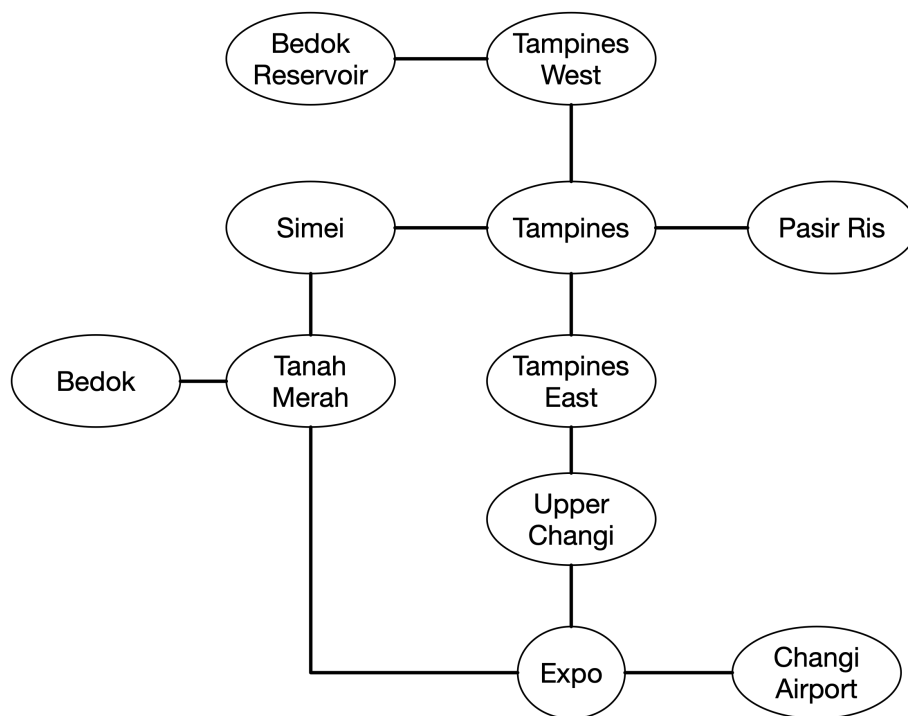 Bedok
Reservoir
Tampines
West
Simei
Tampines
Pasir Ris
Bedok
Tanah
Merah
Tampines
East
Upper
Changi
Expo
Changi
Airport